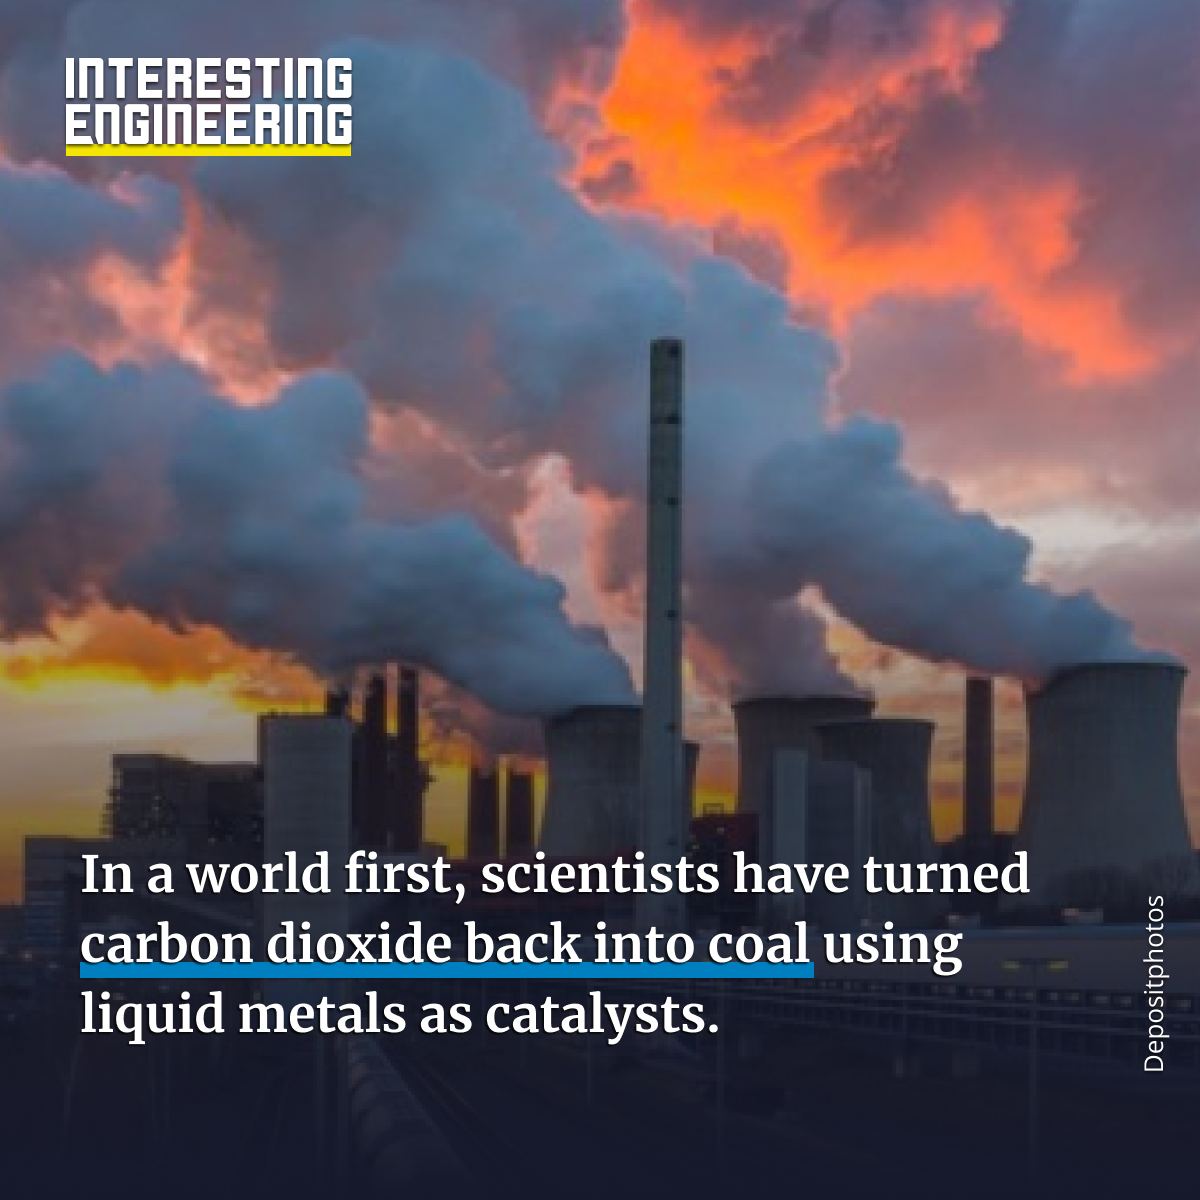 INTERESTING
ENGINEERING
In a world first, scientists have turned
carbon dioxide back into coal using
liquid metals as catalysts.
Depositphotos